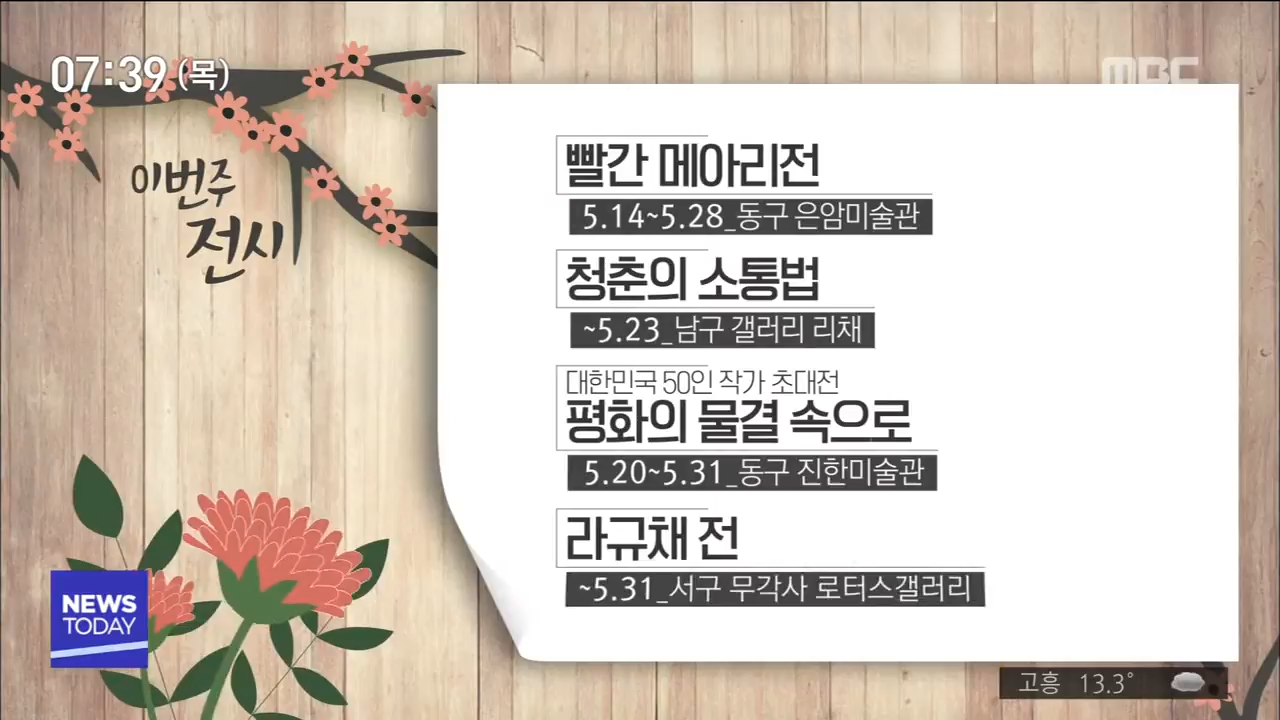 07:39 (목)
MBC
이번주
전시
빨간 메아리전
5.14~5.28_동구 은암미술관
청춘의 소통법
~5.23_남구 갤러리 리채
대한민국 50인 작가 초대전
평화의 물결 속으로
5.20~5.31_동구 진한미술관
라규채 전
~5.31_서구 무각사 로터스갤러리
NEWS
TODAY
고흥 13.3°